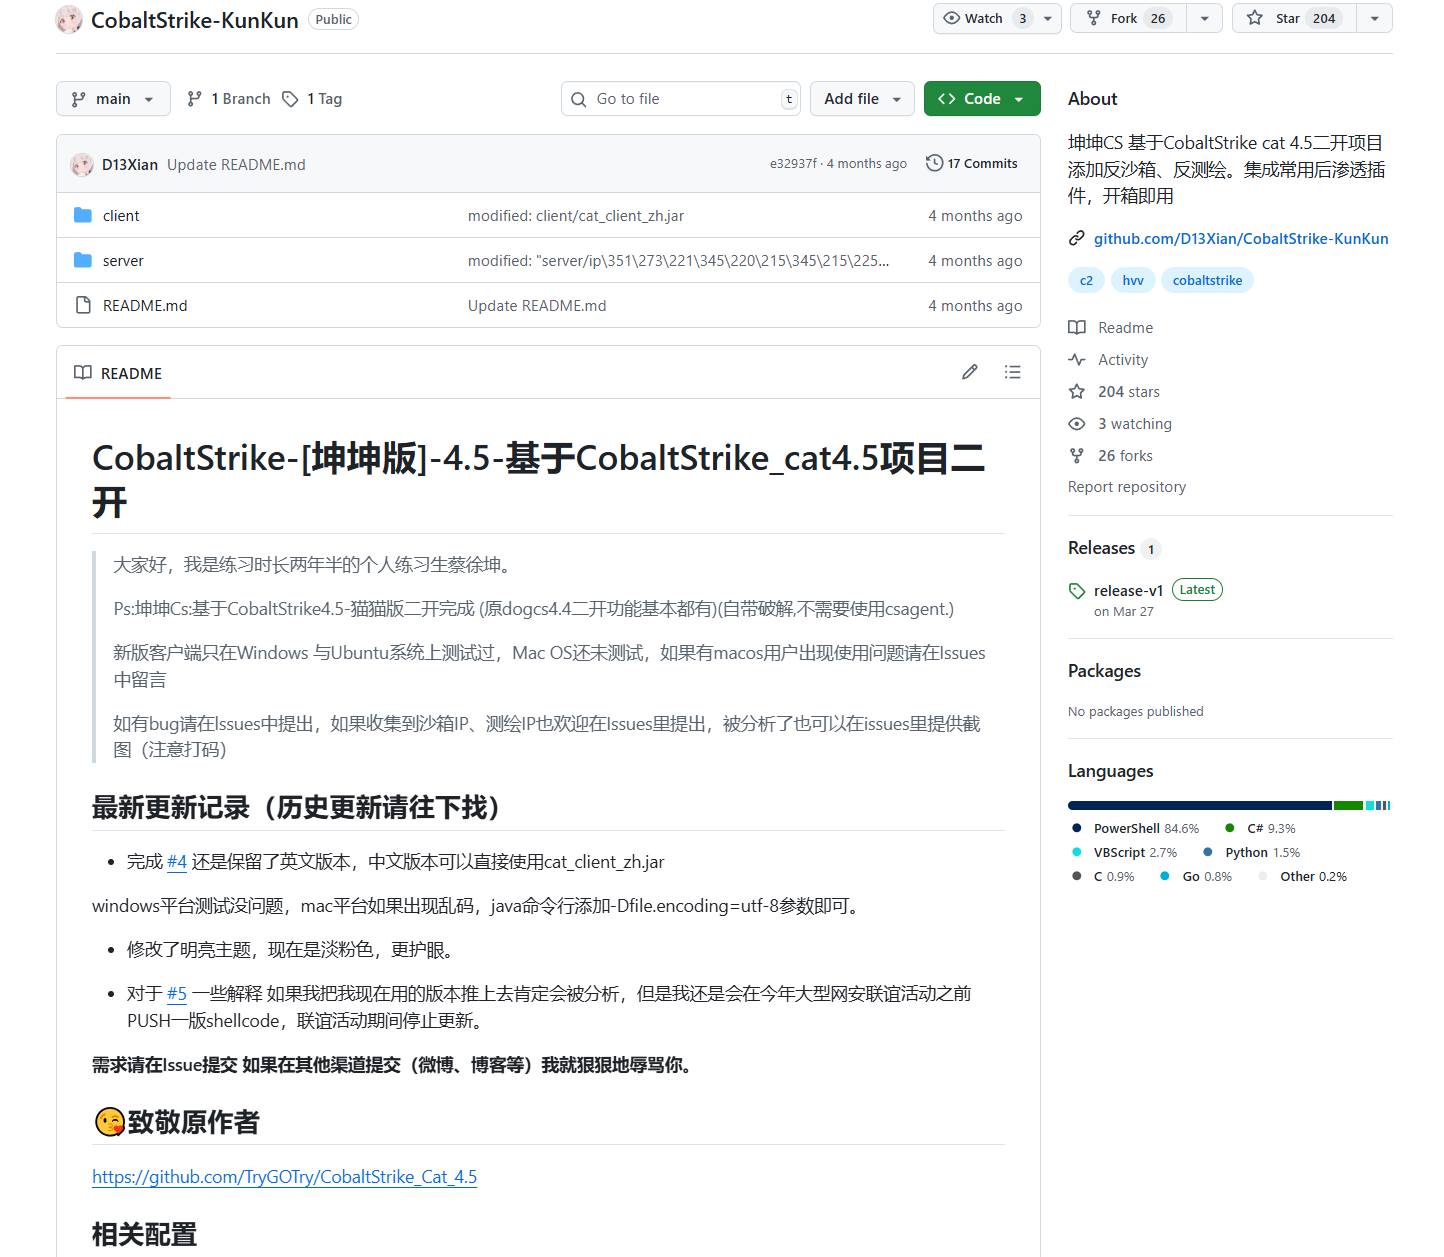 CobaltStrike-KunKun Public
Watch 3 Fork 26 Star 204
main 1 Branch 1 Tag Go to file t Add file Code
D13Xian Update README.md e32937f · 4 months ago 17 Commits
client modified: client/cat_client_zh.jar 4 months ago
server modified: "server/ip\351\273\221\345\220\215\345\215\225... 4 months ago
README.md Update README.md 4 months ago
README
CobaltStrike-[坤坤版]-4.5-基于CobaltStrike_cat4.5项目二
开
大家好，我是练习时长两年半的个人练习生蔡徐坤。
Ps:坤坤Cs:基于CobaltStrike4.5-猫猫版二开完成 (原dogcs4.4二开功能基本都有)(自带破解,不需要使用csagent.)
新版客户端只在Windows 与Ubuntu系统上测试过，Mac OS还未测试，如果有macos用户出现使用问题请在Issues
中留言
如有bug请在Issues中提出，如果收集到沙箱IP、测绘IP也欢迎在Issues里提出，被分析了也可以在issues里提供截
图（注意打码）
最新更新记录（历史更新请往下找）
完成 #4 还是保留了英文版本，中文版本可以直接使用cat_client_zh.jar
windows平台测试没问题，mac平台如果出现乱码，java命令行添加-Dfile.encoding=utf-8参数即可。
修改了明亮主题，现在是淡粉色，更护眼。
对于 #5 一些解释 如果我把我现在用的版本推上去肯定会被分析，但是我还是会在今年大型网安联谊活动之前
PUSH一版shellcode，联谊活动期间停止更新。
需求请在Issue提交 如果在其他渠道提交（微博、博客等）我就狠狠地辱骂你。
😘致敬原作者
https://github.com/TryGOTry/CobaltStrike_Cat_4.5
相关配置
About
坤坤CS 基于CobaltStrike cat 4.5二开项目
添加反沙箱、反测绘。集成常用后渗透插
件，开箱即用
github.com/D13Xian/CobaltStrike-KunKun
c2 hvv cobaltstrike
Readme
Activity
204 stars
3 watching
26 forks
Report repository
Releases 1
release-v1 Latest
on Mar 27
Packages
No packages published
Languages
PowerShell 84.6% C# 9.3%
VBScript 2.7% Python 1.5%
C 0.9% Go 0.8% Other 0.2%